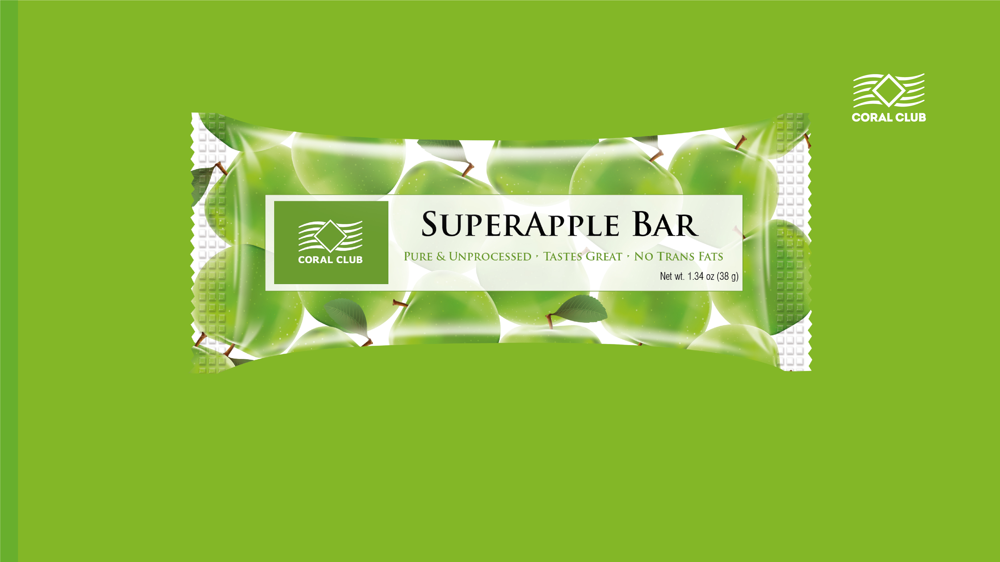 CORAL CLUB
SUPERAPPLE BAR
CORAL CLUB
PURE & UNPROCESSED · TASTES GREAT · NO TRANS FATS
Net wt. 1.34 oz (38 g)